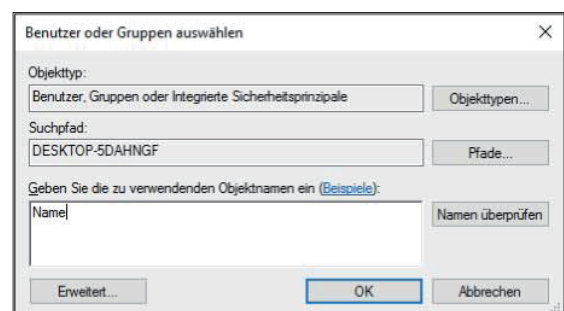 Benutzer oder Gruppen auswählen
Objekttyp:
Benutzer, Gruppen oder Integrierte Sicherheitsprinzipale
Objekttypen...
Suchpfad:
DESKTOP-5DAHNGF
Pfade...
Geben Sie die zu verwendenden Objektnamen ein (Beispiele):
Name
Namen überprüfen
Erweitert...
OK
Abbrechen